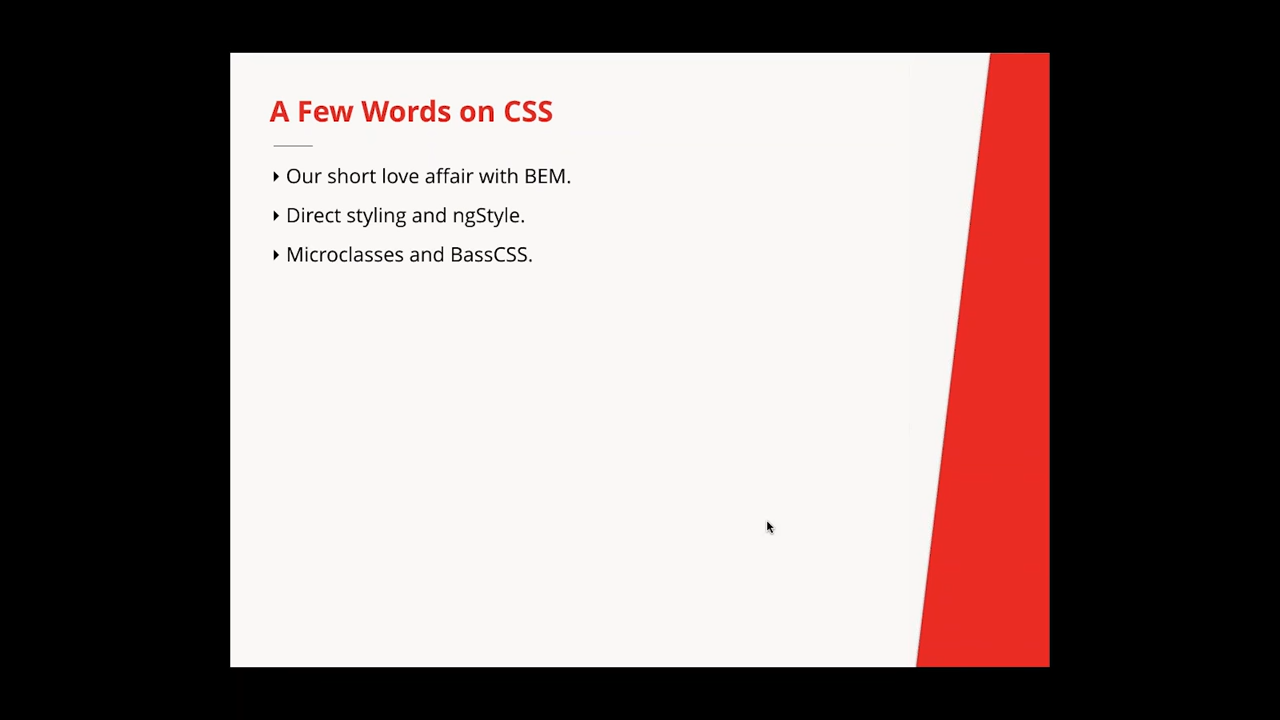 A Few Words on CSS
Our short love affair with BEM.
Direct styling and ngStyle.
Microclasses and BassCSS.